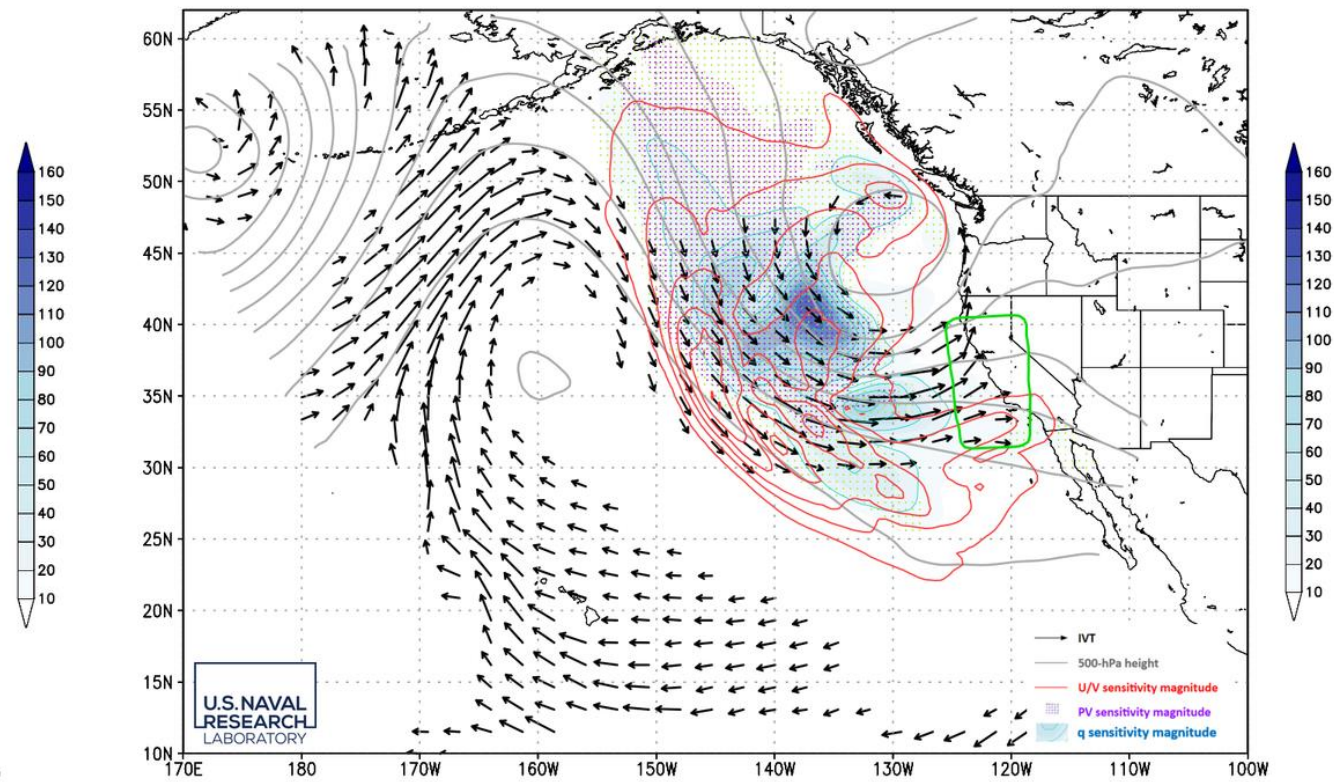 160
150
140
130
120
110
100
90
80
70
60
50
40
30
20
10
60N
55N
50N
45N
40N
35N
30N
25N
20N
15N
10N
170E
180
170W
160W
150W
140W
130W
120W
110W
100W
U.S. NAVAL
RESEARCH
LABORATORY
IVT
500-hPa height
U/V sensitivity magnitude
PV sensitivity magnitude
q sensitivity magnitude
160
150
140
130
120
110
100
90
80
70
60
50
40
30
20
10